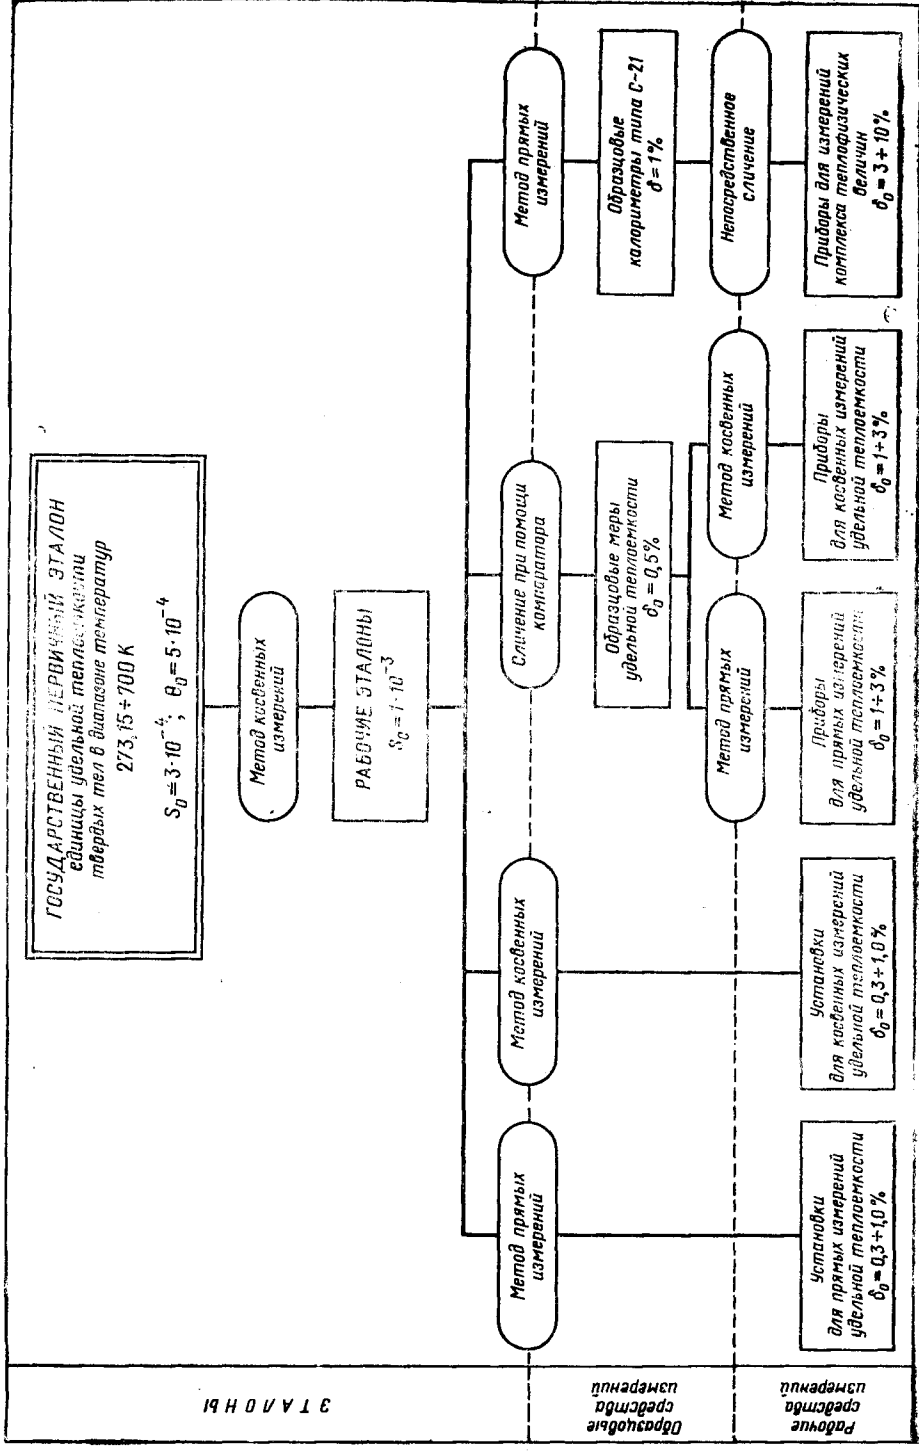 ЭТАЛОНЫ
ГОСУДАРСТВЕННЫЙ ПЕРВИЧНЫЙ ЭТАЛОН
единицы удельной теплоемкости
твердых тел в диапазоне температур
273,15÷700 K
S₀=3·10⁻⁴; θ₀=5·10⁻⁴
Метод косвенных
измерений
РАБОЧИЕ ЭТАЛОНЫ
S₀=1·10⁻³
Метод прямых
измерений
Метод косвенных
измерений
Сличение при помощи
компаратора
Метод прямых
измерений
Образцовые
средства
измерений
Образцовые меры
удельной теплоемкости
δ₀=0,5%
Образцовые
калориметры типа С-21
δ=1%
Метод прямых
измерений
Метод косвенных
измерений
Непосредственное
сличение
Рабочие
средства
измерений
Установки
для прямых измерений
удельной теплоемкости
δ₀=0,3÷1,0%
Установки
для косвенных измерений
удельной теплоемкости
δ₀=0,3÷1,0%
Приборы
для прямых измерений
удельной теплоемкости
δ₀=1÷3%
Приборы
для косвенных измерений
удельной теплоемкости
δ₀=1÷3%
Приборы для измерений
комплекса теплофизических
величин
δ₀=3÷10%